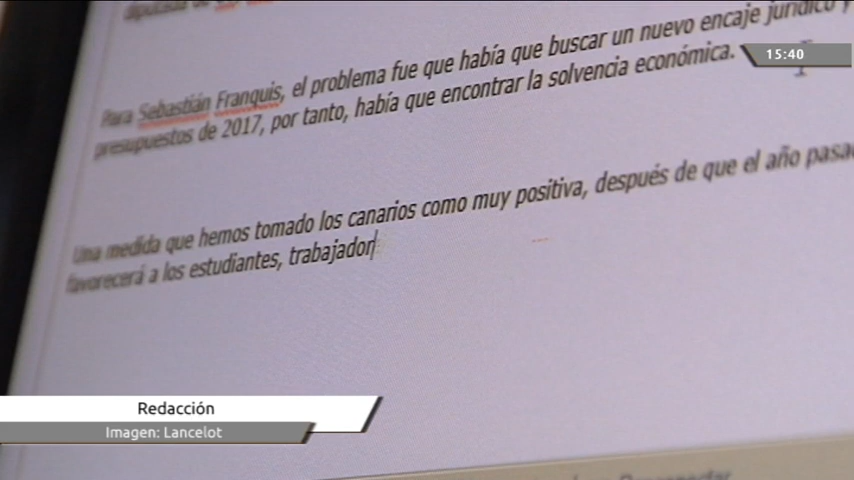 diputada de
Para Sebastián Franquis, el problema fue que había que buscar un nuevo encaje jurídico y
presupuestos de 2017, por tanto, había que encontrar la solvencia económica.
15:40
Una medida que hemos tomado los canarios como muy positiva, después de que el año pasa
favorecerá a los estudiantes, trabajador
Redacción
Imagen: Lancelot